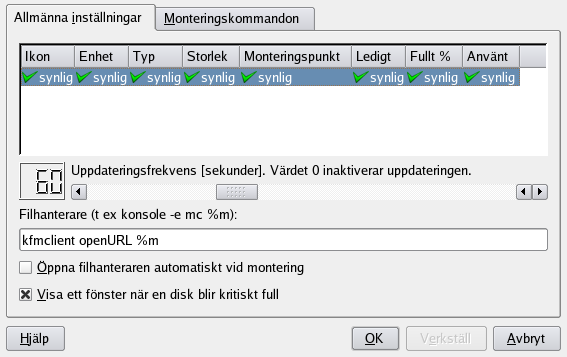 Allmänna inställningar Monteringskommandon
Ikon Enhet Typ Storlek Monteringspunkt Ledigt Fullt % Använt
synlig synlig synlig synlig synlig synlig synlig synlig
60 Uppdateringsfrekvens [sekunder]. Värdet 0 inaktiverar uppdateringen.
Filhanterare (t ex konsole -e mc %m):
kfmclient openURL %m
Öppna filhanteraren automatiskt vid montering
Visa ett fönster när en disk blir kritiskt full
Hjälp OK Verkställ Avbryt